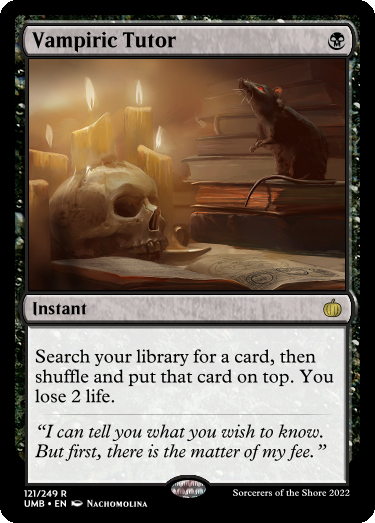 Vampiric Tutor
Instant
Search your library for a card, then
shuffle and put that card on top. You
lose 2 life.
“I can tell you what you wish to know.
But first, there is the matter of my fee.”
121/249 R
UMB • EN Nachomolina
Sorcerers of the Shore 2022